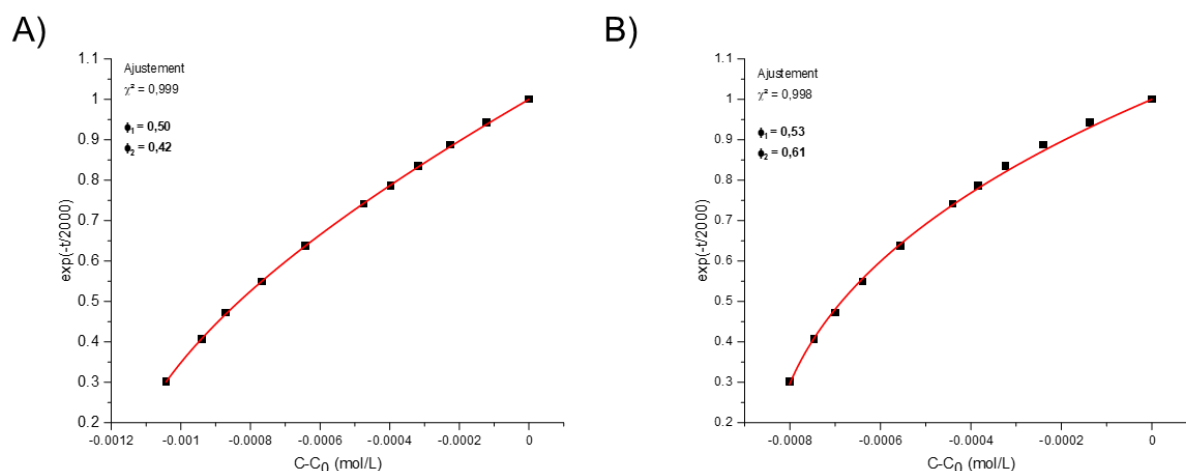 A)
1.1
1
0.9
0.8
0.7
0.6
0.5
0.4
0.3
0.2
exp(-t/2000)
Ajustement
χ² = 0,999
ϕ₁ = 0,50
ϕ₂ = 0,42
-0.0012 -0.001 -0.0008 -0.0006 -0.0004 -0.0002 0
C-C₀ (mol/L)
B)
1.1
1
0.9
0.8
0.7
0.6
0.5
0.4
0.3
0.2
exp(-t/2000)
Ajustement
χ² = 0,998
ϕ₁ = 0,53
ϕ₂ = 0,61
-0.0008 -0.0006 -0.0004 -0.0002 0
C-C₀ (mol/L)